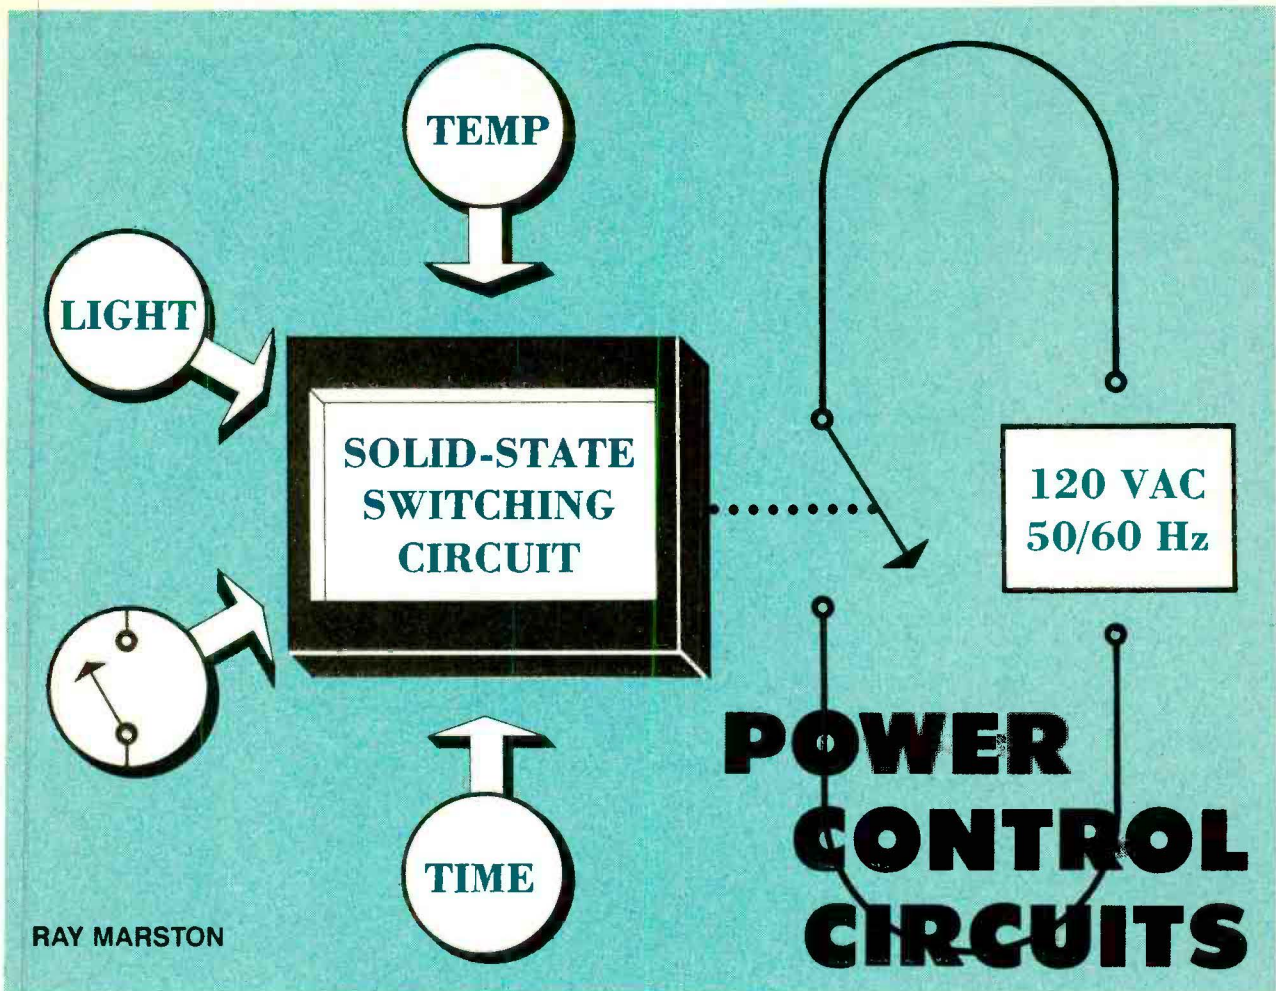 TEMP
LIGHT
SOLID-STATE
SWITCHING
CIRCUIT
120 VAC
50/60 Hz
TIME
POWER
CONTROL
CIRCUITS
RAY MARSTON